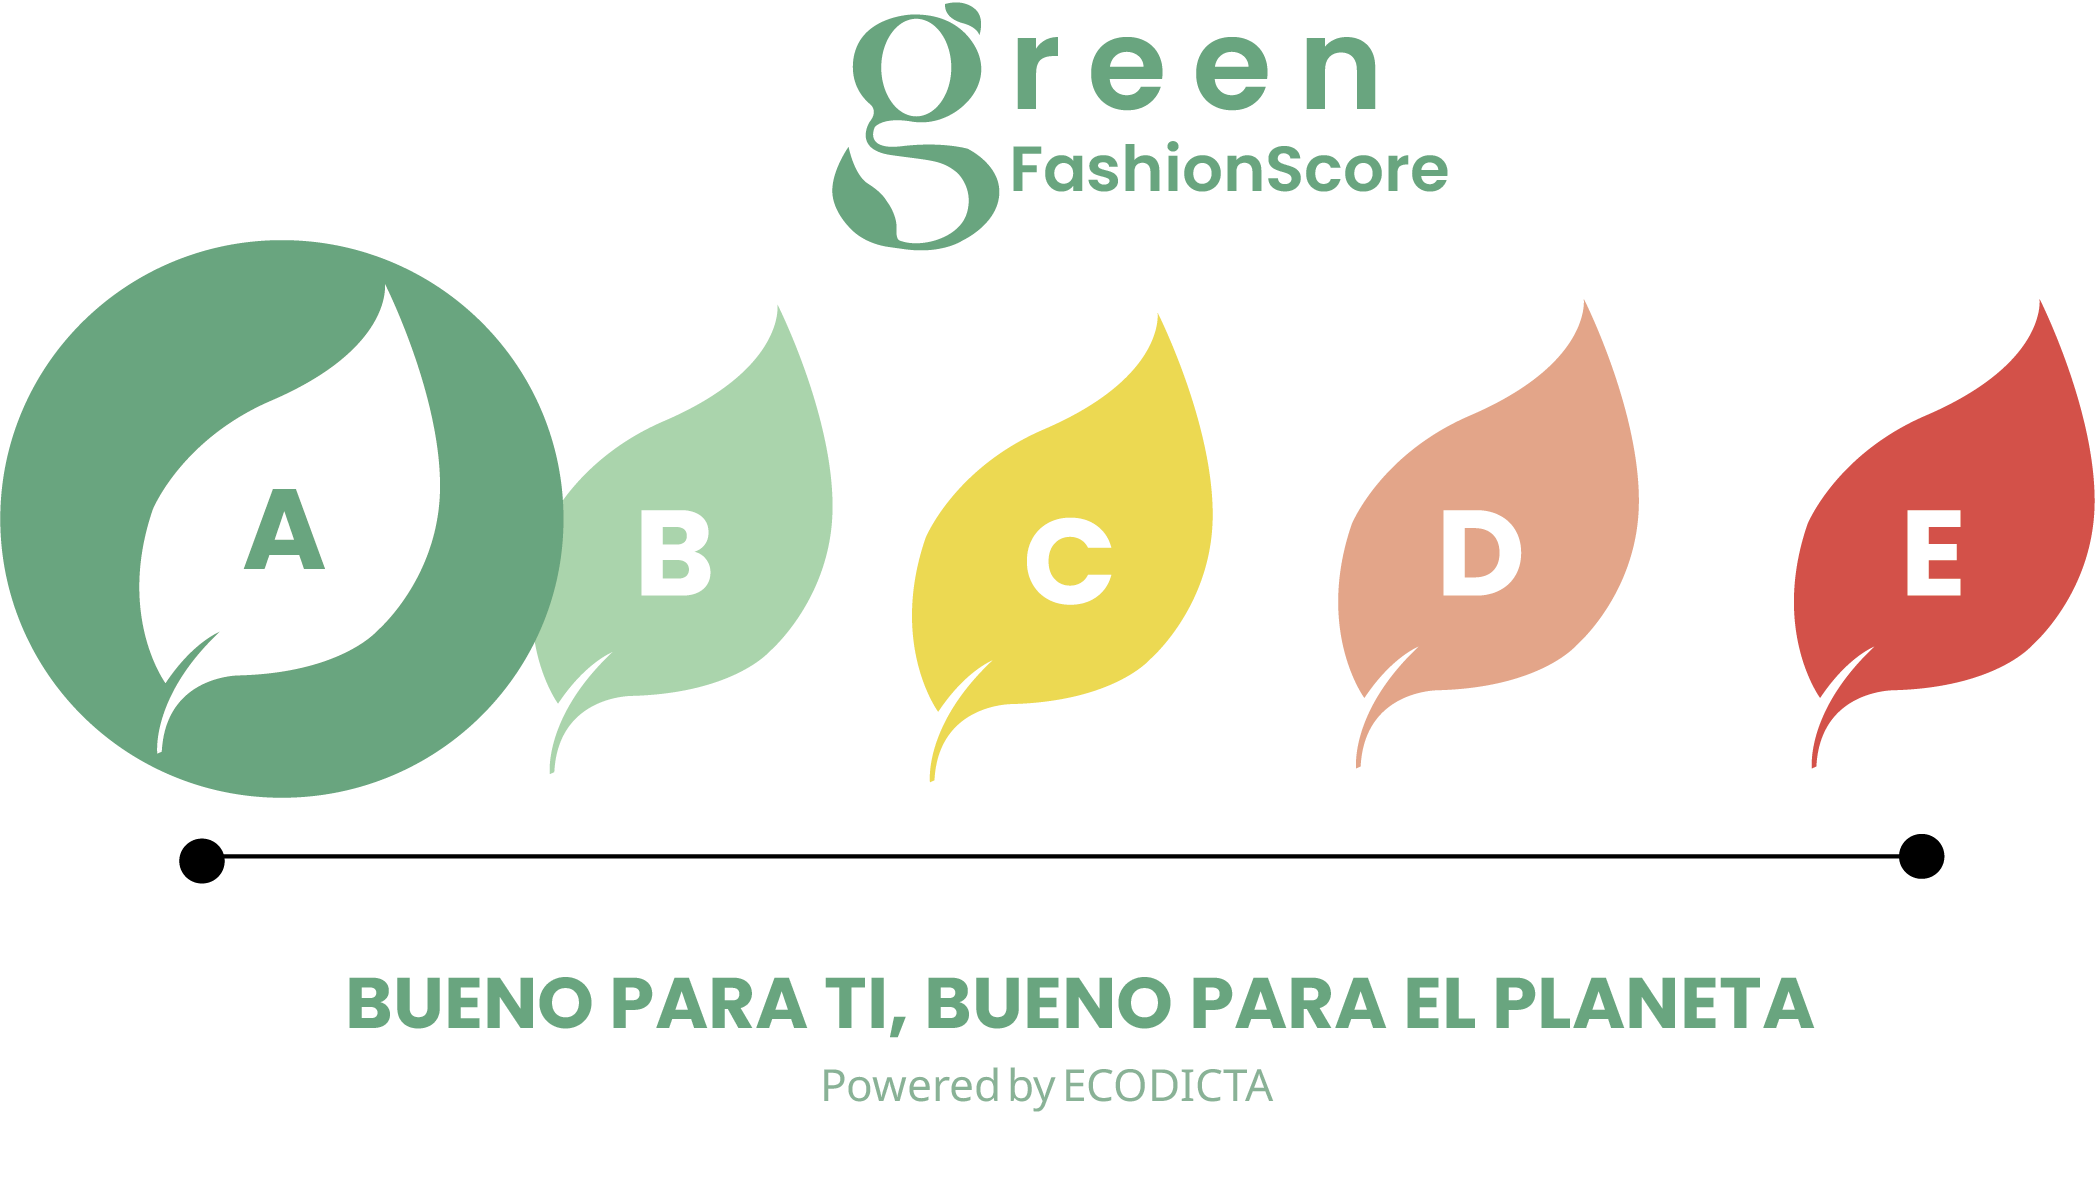 green
FashionScore
A B C D E
BUENO PARA TI, BUENO PARA EL PLANETA
Powered by ECODICTA